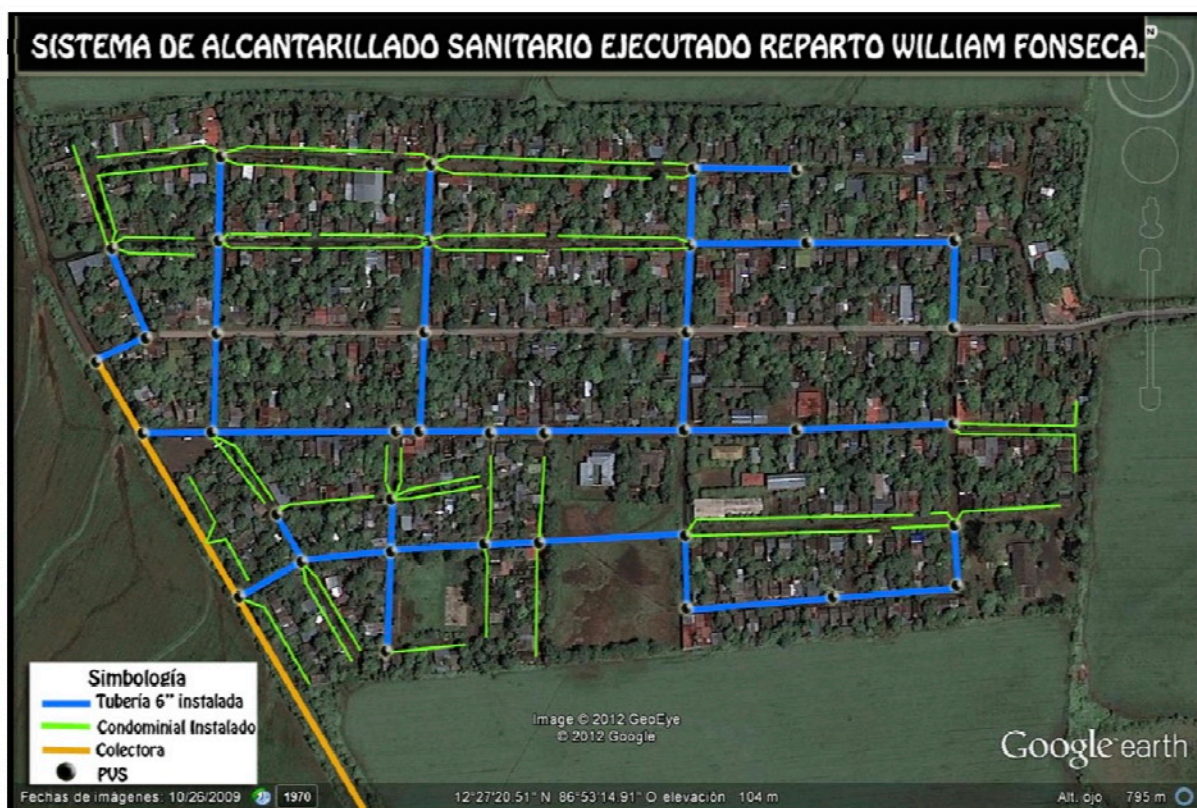 SISTEMA DE ALCANTARILLADO SANITARIO EJECUTADO REPARTO WILLIAM FONSECA.
N
Simbología
Tubería 6" instalada
Condominial Instalado
Colectora
PVS
Image © 2012 GeoEye
© 2012 Google
Google earth
Fechas de imágenes: 10/26/2009 1970 12°27'20.51" N 86°53'14.91" O elevación 104 m Alt. ojo 795 m